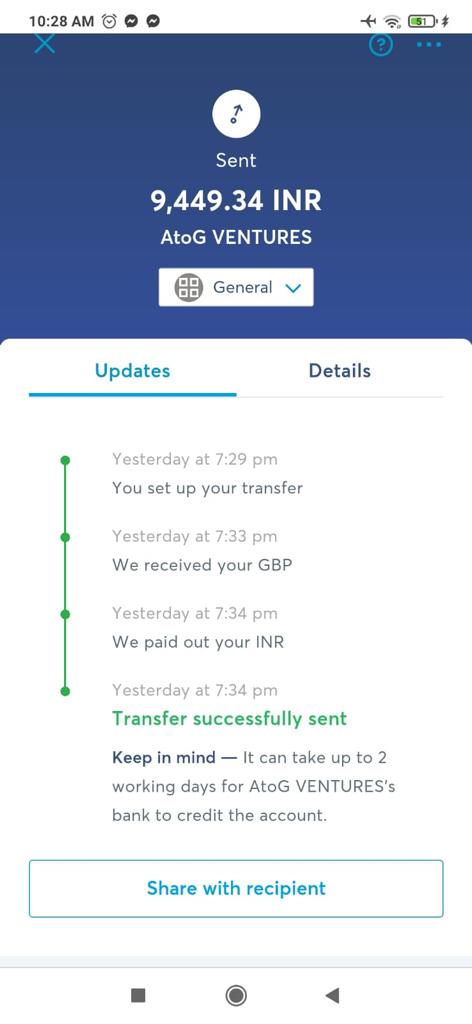 10:28 AM
51
?
Sent
9,449.34 INR
AtoG VENTURES
General
Updates
Details
Yesterday at 7:29 pm
You set up your transfer
Yesterday at 7:33 pm
We received your GBP
Yesterday at 7:34 pm
We paid out your INR
Yesterday at 7:34 pm
Transfer successfully sent
Keep in mind — It can take up to 2
working days for AtoG VENTURES's
bank to credit the account.
Share with recipient